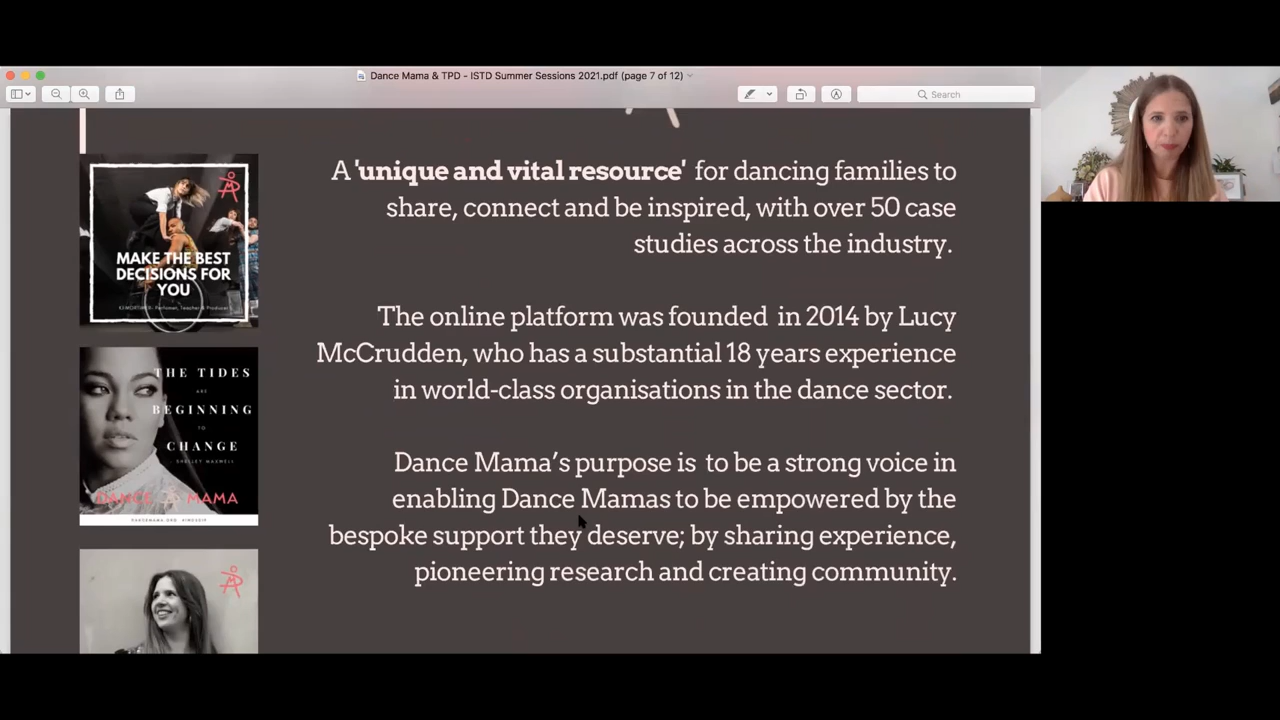 Dance Mama & TPD - ISTD Summer Sessions 2021.pdf (page 7 of 12)
Search
MAKE THE BEST
DECISIONS FOR
YOU
THE TIDES
ARE
BEGINNING
TO
CHANGE
SHELLEY MAXWELL
DANCE MAMA
A 'unique and vital resource' for dancing families to
share, connect and be inspired, with over 50 case
studies across the industry.
The online platform was founded in 2014 by Lucy
McCrudden, who has a substantial 18 years experience
in world-class organisations in the dance sector.
Dance Mama’s purpose is to be a strong voice in
enabling Dance Mamas to be empowered by the
bespoke support they deserve; by sharing experience,
pioneering research and creating community.